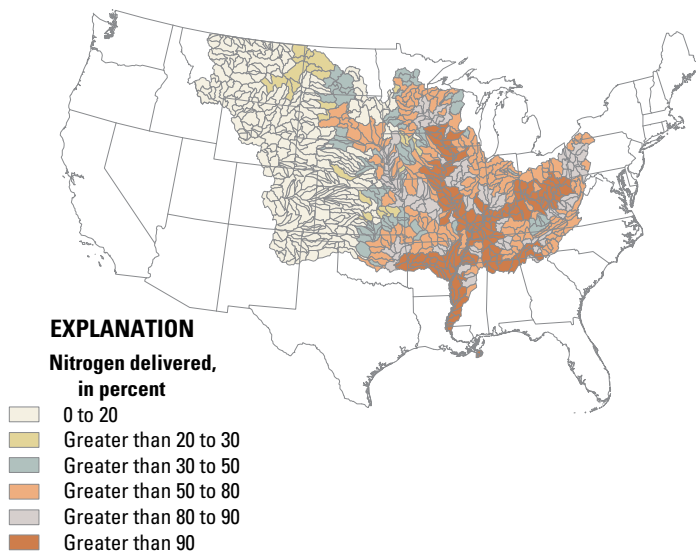 EXPLANATION
Nitrogen delivered,
in percent
0 to 20
Greater than 20 to 30
Greater than 30 to 50
Greater than 50 to 80
Greater than 80 to 90
Greater than 90